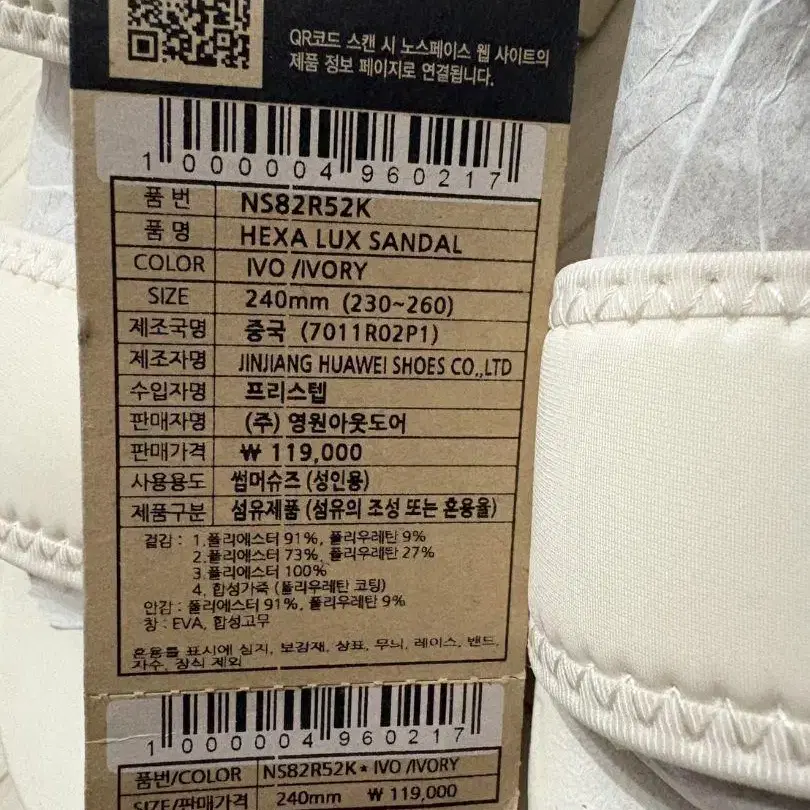 QR코드 스캔 시 노스페이스 웹 사이트의
제품 정보 페이지로 연결됩니다.
1000004960217
품 번 NS82R52K
품 명 HEXA LUX SANDAL
COLOR IVO /IVORY
SIZE 240mm (230~260)
제조국명 중국 (7011R02P1)
제조자명 JINJIANG HUAWEI SHOES CO.,LTD
수입자명 프리스텝
판매자명 (주) 영원아웃도어
판매가격 ₩ 119,000
사용용도 썸머슈즈 (성인용)
제품구분 섬유제품 (섬유의 조성 또는 혼용율)
겉감 : 1.폴리에스터 91%, 폴리우레탄 9%
2.폴리에스터 73%, 폴리우레탄 27%
3.폴리에스터 100%
4. 합성가죽 (폴리우레탄 코팅)
안감 : 폴리에스터 91%, 폴리우레탄 9%
창 : EVA, 합성고무
혼용률 표시에 심지, 보강재, 상표, 무늬, 레이스, 밴드,
자수, 장식 제외
1000004960217
품번/COLOR NS82R52K * IVO /IVORY
SIZE/판매가격 240mm ₩ 119,000